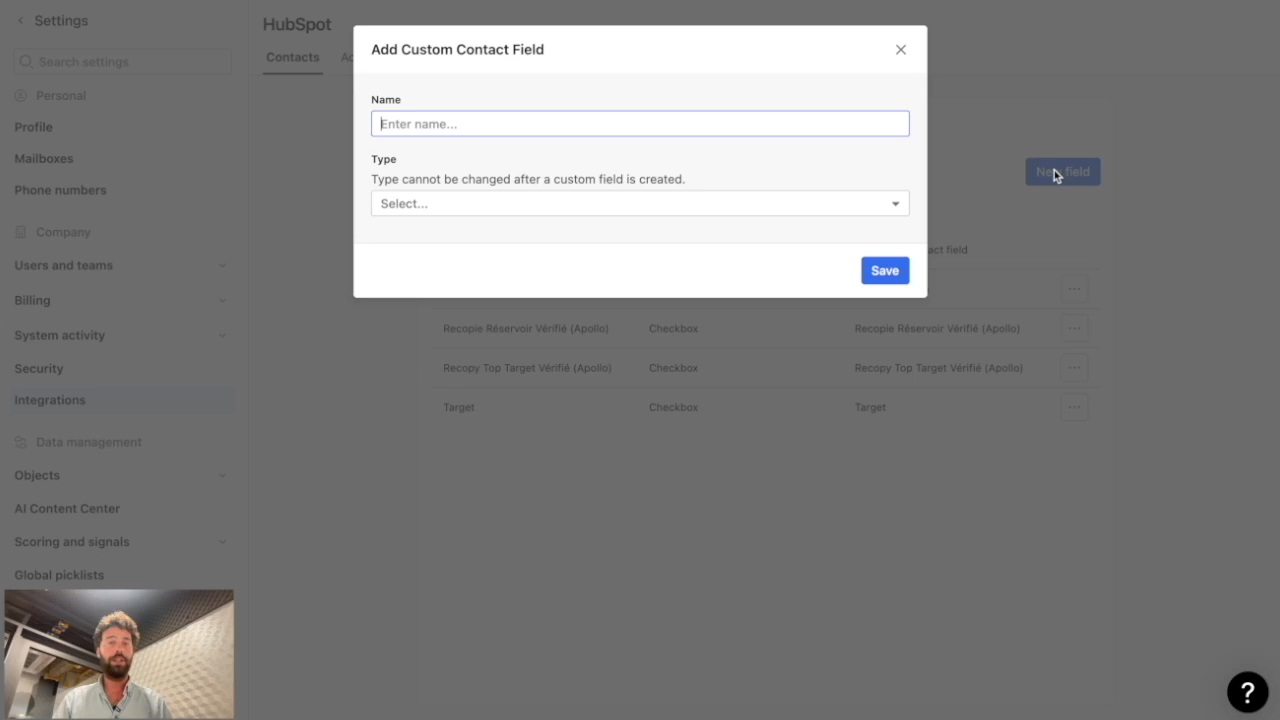 Settings
Search settings
Personal
Profile
Mailboxes
Phone numbers
Company
Users and teams
Billing
System activity
Security
Integrations
Data management
Objects
AI Content Center
Scoring and signals
Global picklists
HubSpot
Contacts
Add Custom Contact Field
Name
Enter name...
Type
Type cannot be changed after a custom field is created.
Select...
Save
New field
act field
Recopie Réservoir Vérifié (Apollo) Checkbox Recopie Réservoir Vérifié (Apollo)
Recopy Top Target Vérifié (Apollo) Checkbox Recopy Top Target Vérifié (Apollo)
Target Checkbox Target
?